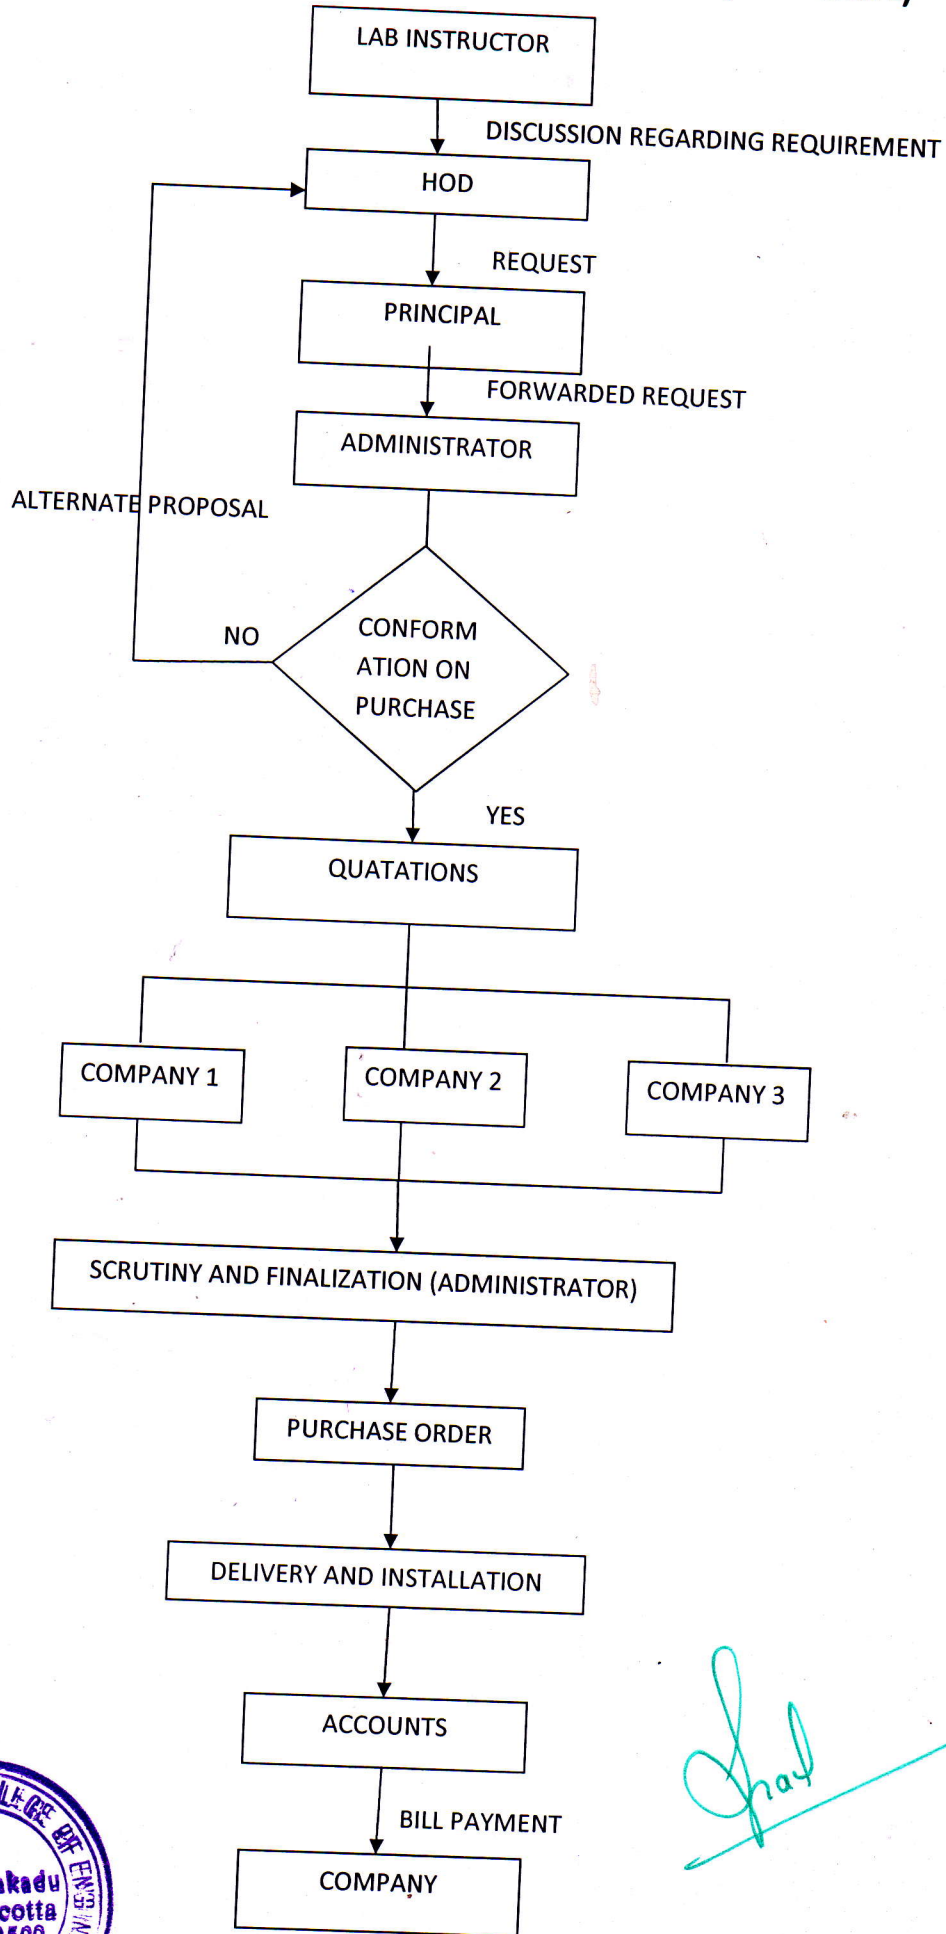 LAB INSTRUCTOR
DISCUSSION REGARDING REQUIREMENT
HOD
REQUEST
PRINCIPAL
FORWARDED REQUEST
ADMINISTRATOR
ALTERNATE PROPOSAL
NO
CONFORM
ATION ON
PURCHASE
YES
QUATATIONS
COMPANY 1
COMPANY 2
COMPANY 3
SCRUTINY AND FINALIZATION (ADMINISTRATOR)
PURCHASE ORDER
DELIVERY AND INSTALLATION
ACCOUNTS
BILL PAYMENT
COMPANY